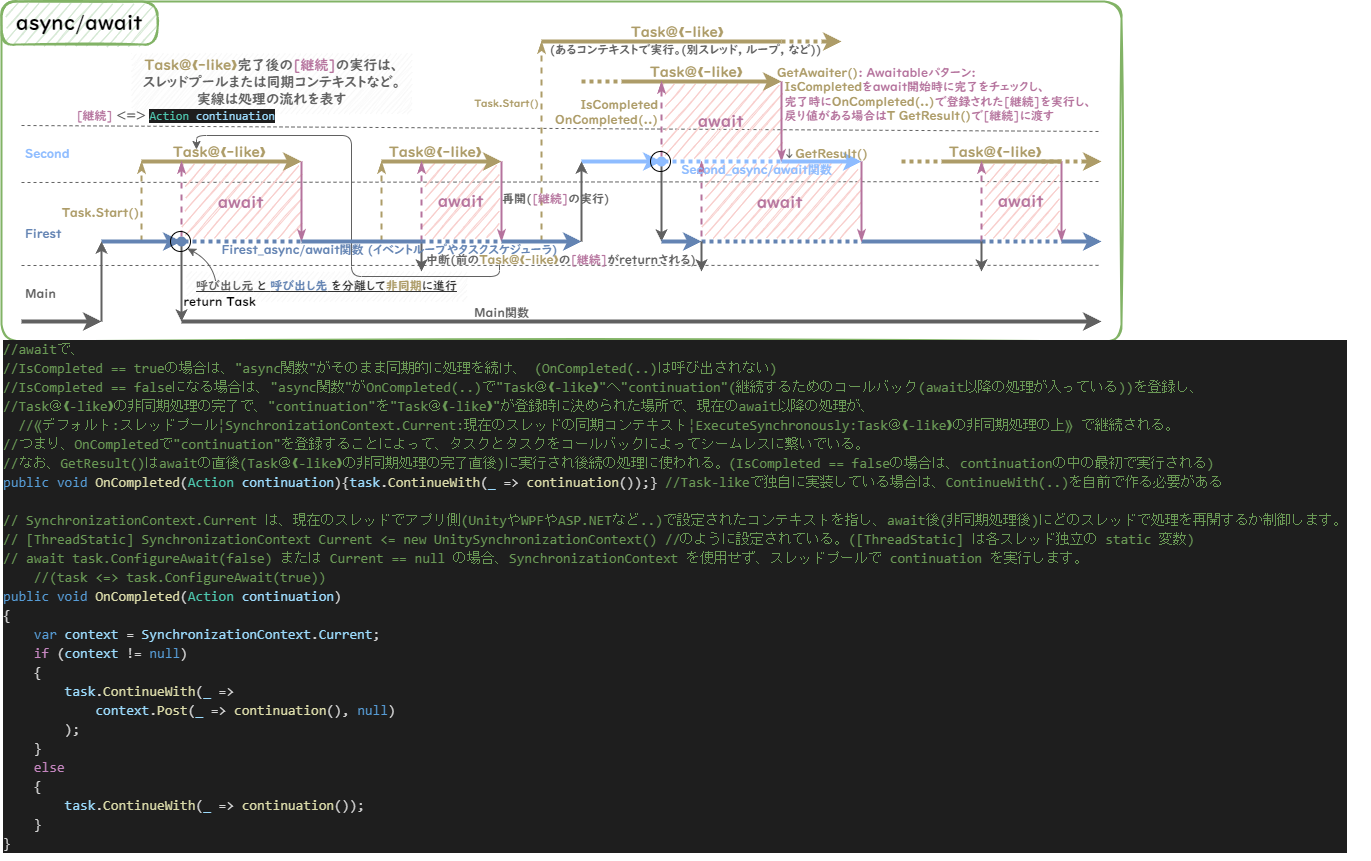 async/await
Task@《-like》
(あるコンテキストで実行。(別スレッド, ループ, など))
Task@《-like》完了後の[継続]の実行は、
スレッドプールまたは同期コンテキストなど。
実線は処理の流れを表す
[継続] <=> Action continuation
Task.Start()
Task@《-like》
IsCompleted
OnCompleted(..)
await
GetAwaiter(): Awaitableパターン:
IsCompletedをawait開始時に完了をチェックし、
完了時にOnCompleted(..)で登録された[継続]を実行し、
戻り値がある場合はT GetResult()で[継続]に渡す
Second
Task@《-like》
Task@《-like》
↓GetResult()
Task@《-like》
Second_async/await関数
await
await
再開([継続]の実行)
await
await
Task.Start()
Firest
Firest_async/await関数 (イベントループやタスクスケジューラ)
中断(前のTask@《-like》の[継続]がreturnされる)
呼び出し元 と 呼び出し先 を分離して非同期に進行
Main
return Task
Main関数
//awaitで、
//IsCompleted == trueの場合は、"async関数"がそのまま同期的に処理を続け、 (OnCompleted(..)は呼び出されない)
//IsCompleted == falseになる場合は、"async関数"がOnCompleted(..)で"Task@《-like》"へ"continuation"(継続するためのコールバック(await以降の処理が入っている))を登録し、
//Task@《-like》の非同期処理の完了で、"continuation"を"Task@《-like》"が登録時に決められた場所で、現在のawait以降の処理が、
//《デフォルト:スレッドプール¦SynchronizationContext.Current:現在のスレッドの同期コンテキスト¦ExecuteSynchronously:Task@《-like》の非同期処理の上》 で継続される。
//つまり、OnCompletedで"continuation"を登録することによって、タスクとタスクをコールバックによってシームレスに繋いでいる。
//なお、GetResult()はawaitの直後(Task@《-like》の非同期処理の完了直後)に実行され後続の処理に使われる。(IsCompleted == falseの場合は、continuationの中の最初で実行される)
public void OnCompleted(Action continuation){task.ContinueWith(_ => continuation());} //Task-likeで独自に実装している場合は、ContinueWith(..)を自前で作る必要がある
// SynchronizationContext.Current は、現在のスレッドでアプリ側(UnityやWPFやASP.NETなど..)で設定されたコンテキストを指し、await後(非同期処理後)にどのスレッドで処理を再開するか制御します。
// [ThreadStatic] SynchronizationContext Current <= new UnitySynchronizationContext() //のように設定されている。([ThreadStatic] は各スレッド独立の static 変数)
// await task.ConfigureAwait(false) または Current == null の場合、SynchronizationContext を使用せず、スレッドプールで continuation を実行します。
//(task <=> task.ConfigureAwait(true))
public void OnCompleted(Action continuation)
{
var context = SynchronizationContext.Current;
if (context != null)
{
task.ContinueWith(_ =>
context.Post(_ => continuation(), null)
);
}
else
{
task.ContinueWith(_ => continuation());
}
}